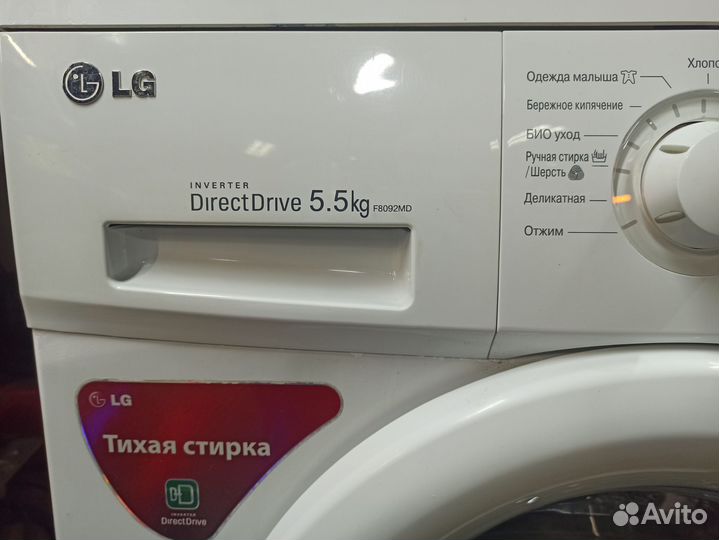 LG
INVERTER
DirectDrive 5.5kg F8092MD
Хлопо
Одежда малыша
Бережное кипячение
БИО уход
Ручная стирка
/Шерсть
Деликатная
Отжим
LG
Тихая стирка
INVERTER
DirectDrive
Avito